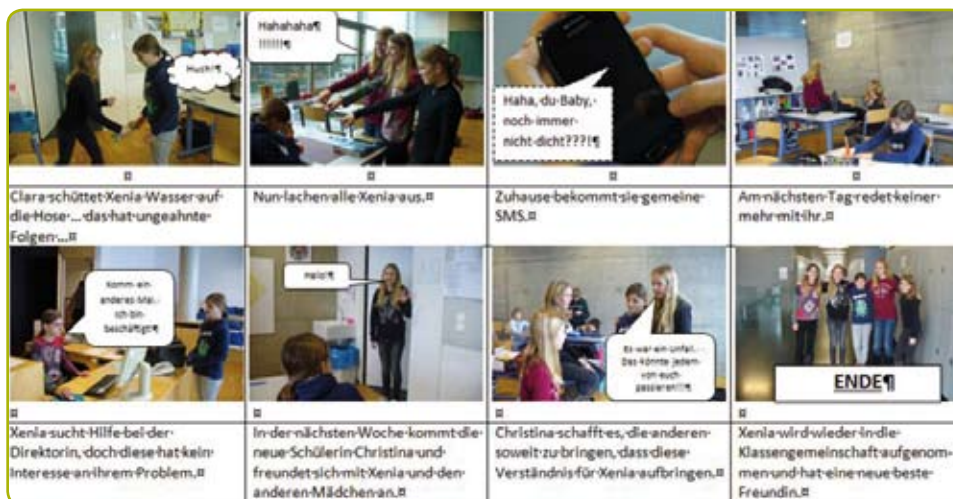 Huch!¶
Hahahaha¶
!!!!!!¶
Haha,·du·Baby,·
noch·immer·
nicht·dicht???!¶
¤
¤
¤
¤
Clara·schüttet·Xenia·Wasser·auf·
die·Hose·…·das·hat·ungeahnte·
Folgen·…¤
Nun·lachen·alle·Xenia·aus.¤
Zuhause·bekommt·sie·gemeine·
SMS.¤
Am·nächsten·Tag·redet·keiner·
mehr·mit·ihr.¤
Komm·ein·
anderes·Mal.·
Ich·bin·
beschäftigt!¶
Hallo!¶
Es·war·ein·Unfall.·
Das·könnte·jedem·
von·euch·
passieren!!!¶
ENDE¶
¤
¤
¤
¤
Xenia·sucht·Hilfe·bei·der·
Direktorin,·doch·diese·hat·kein·
Interesse·an·ihrem·Problem.¤
In·der·nächsten·Woche·kommt·die·
neue·Schülerin·Christina·und·
freundet·sich·mit·Xenia·und·den·
anderen·Mädchen·an.¤
Christina·schafft·es,·die·anderen·
soweit·zu·bringen,·dass·diese·
Verständnis·für·Xenia·aufbringen.¤
Xenia·wird·wieder·in·die·
Klassengemeinschaft·aufgenom-
men·und·hat·eine·neue·beste·
Freundin.¤